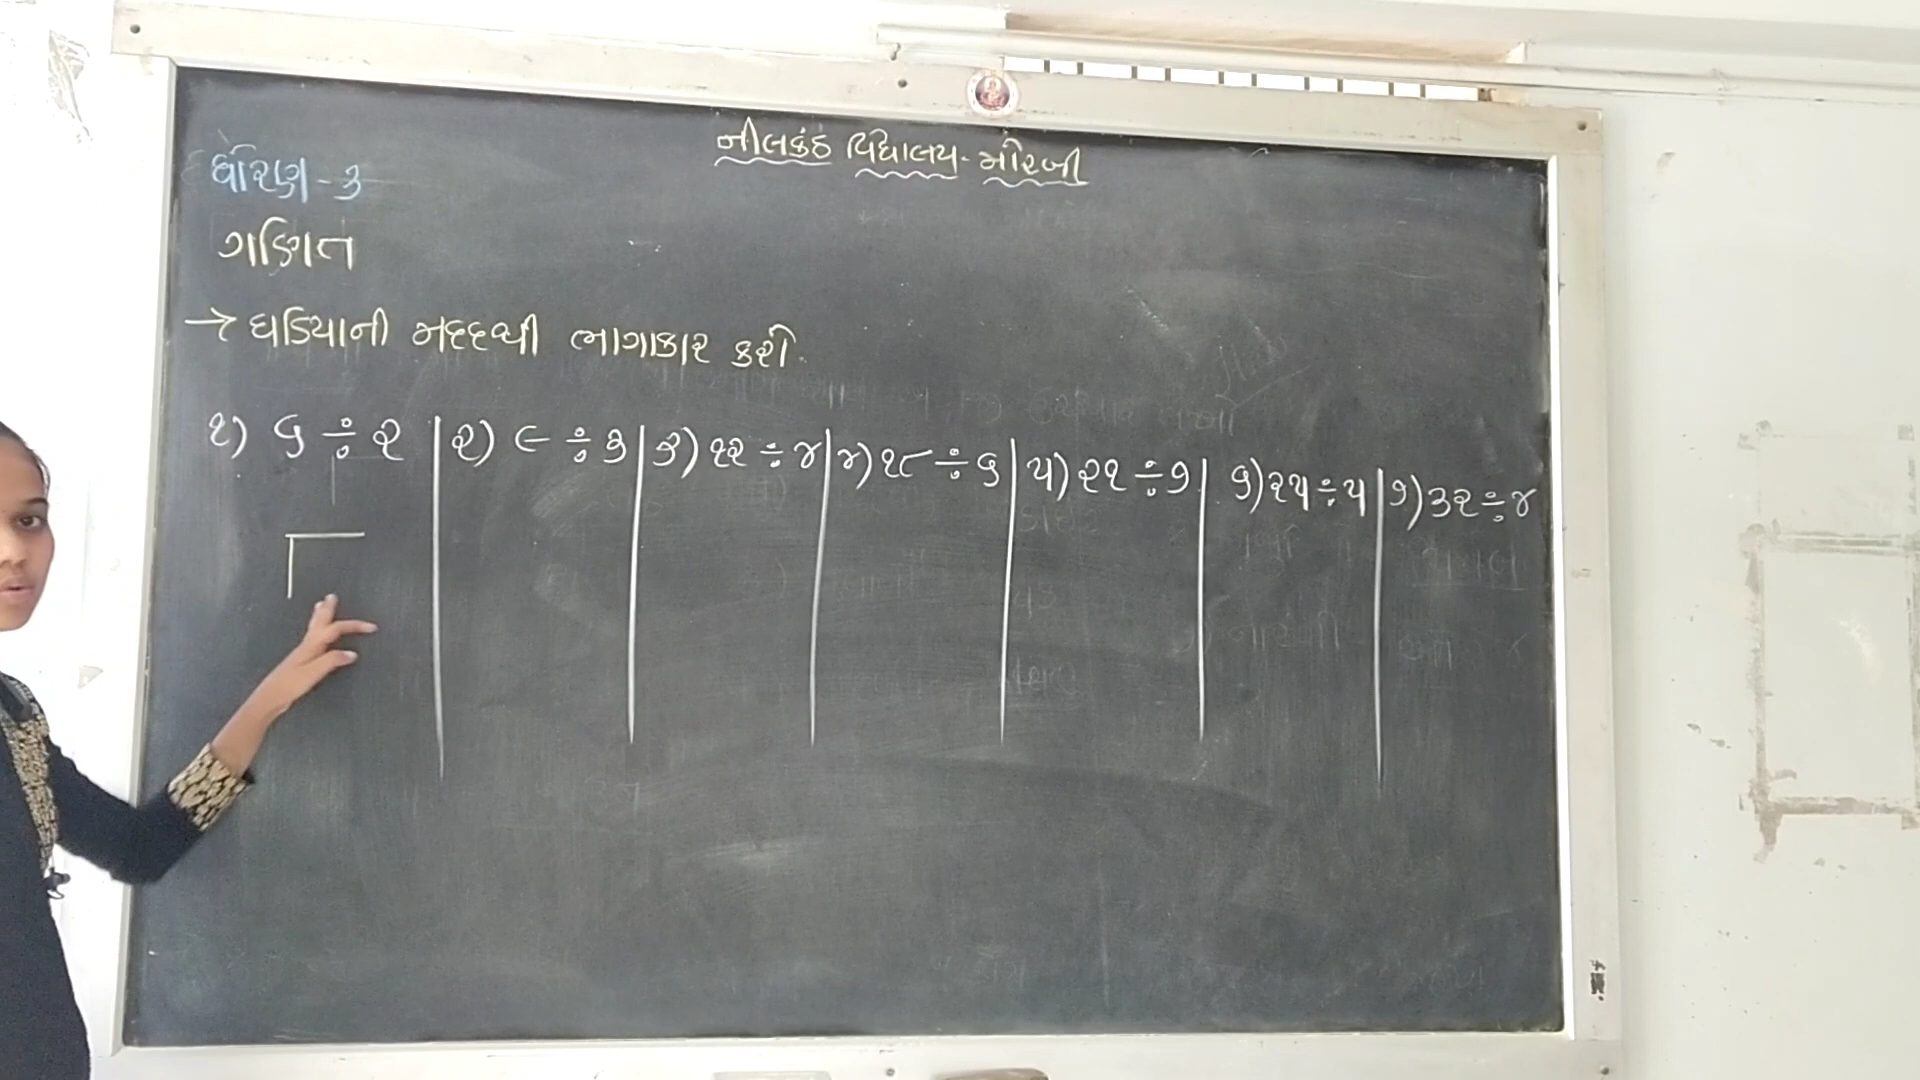 નીલકંઠ વિદ્યાલય - મોરબી
ધોરણ - ૩
ગણિત
→ ઘડિયાની મદદથી ભાગાકાર કરો.
૧) ૬ ÷ ૨ | ૨) ૯ ÷ ૩ | ૩) ૧૨ ÷ ૪ | ૪) ૧૮ ÷ ૬ | ૫) ૨૧ ÷ ૭ | ૬) ૨૫ ÷ ૫ | ૭) ૩૨ ÷ ૪